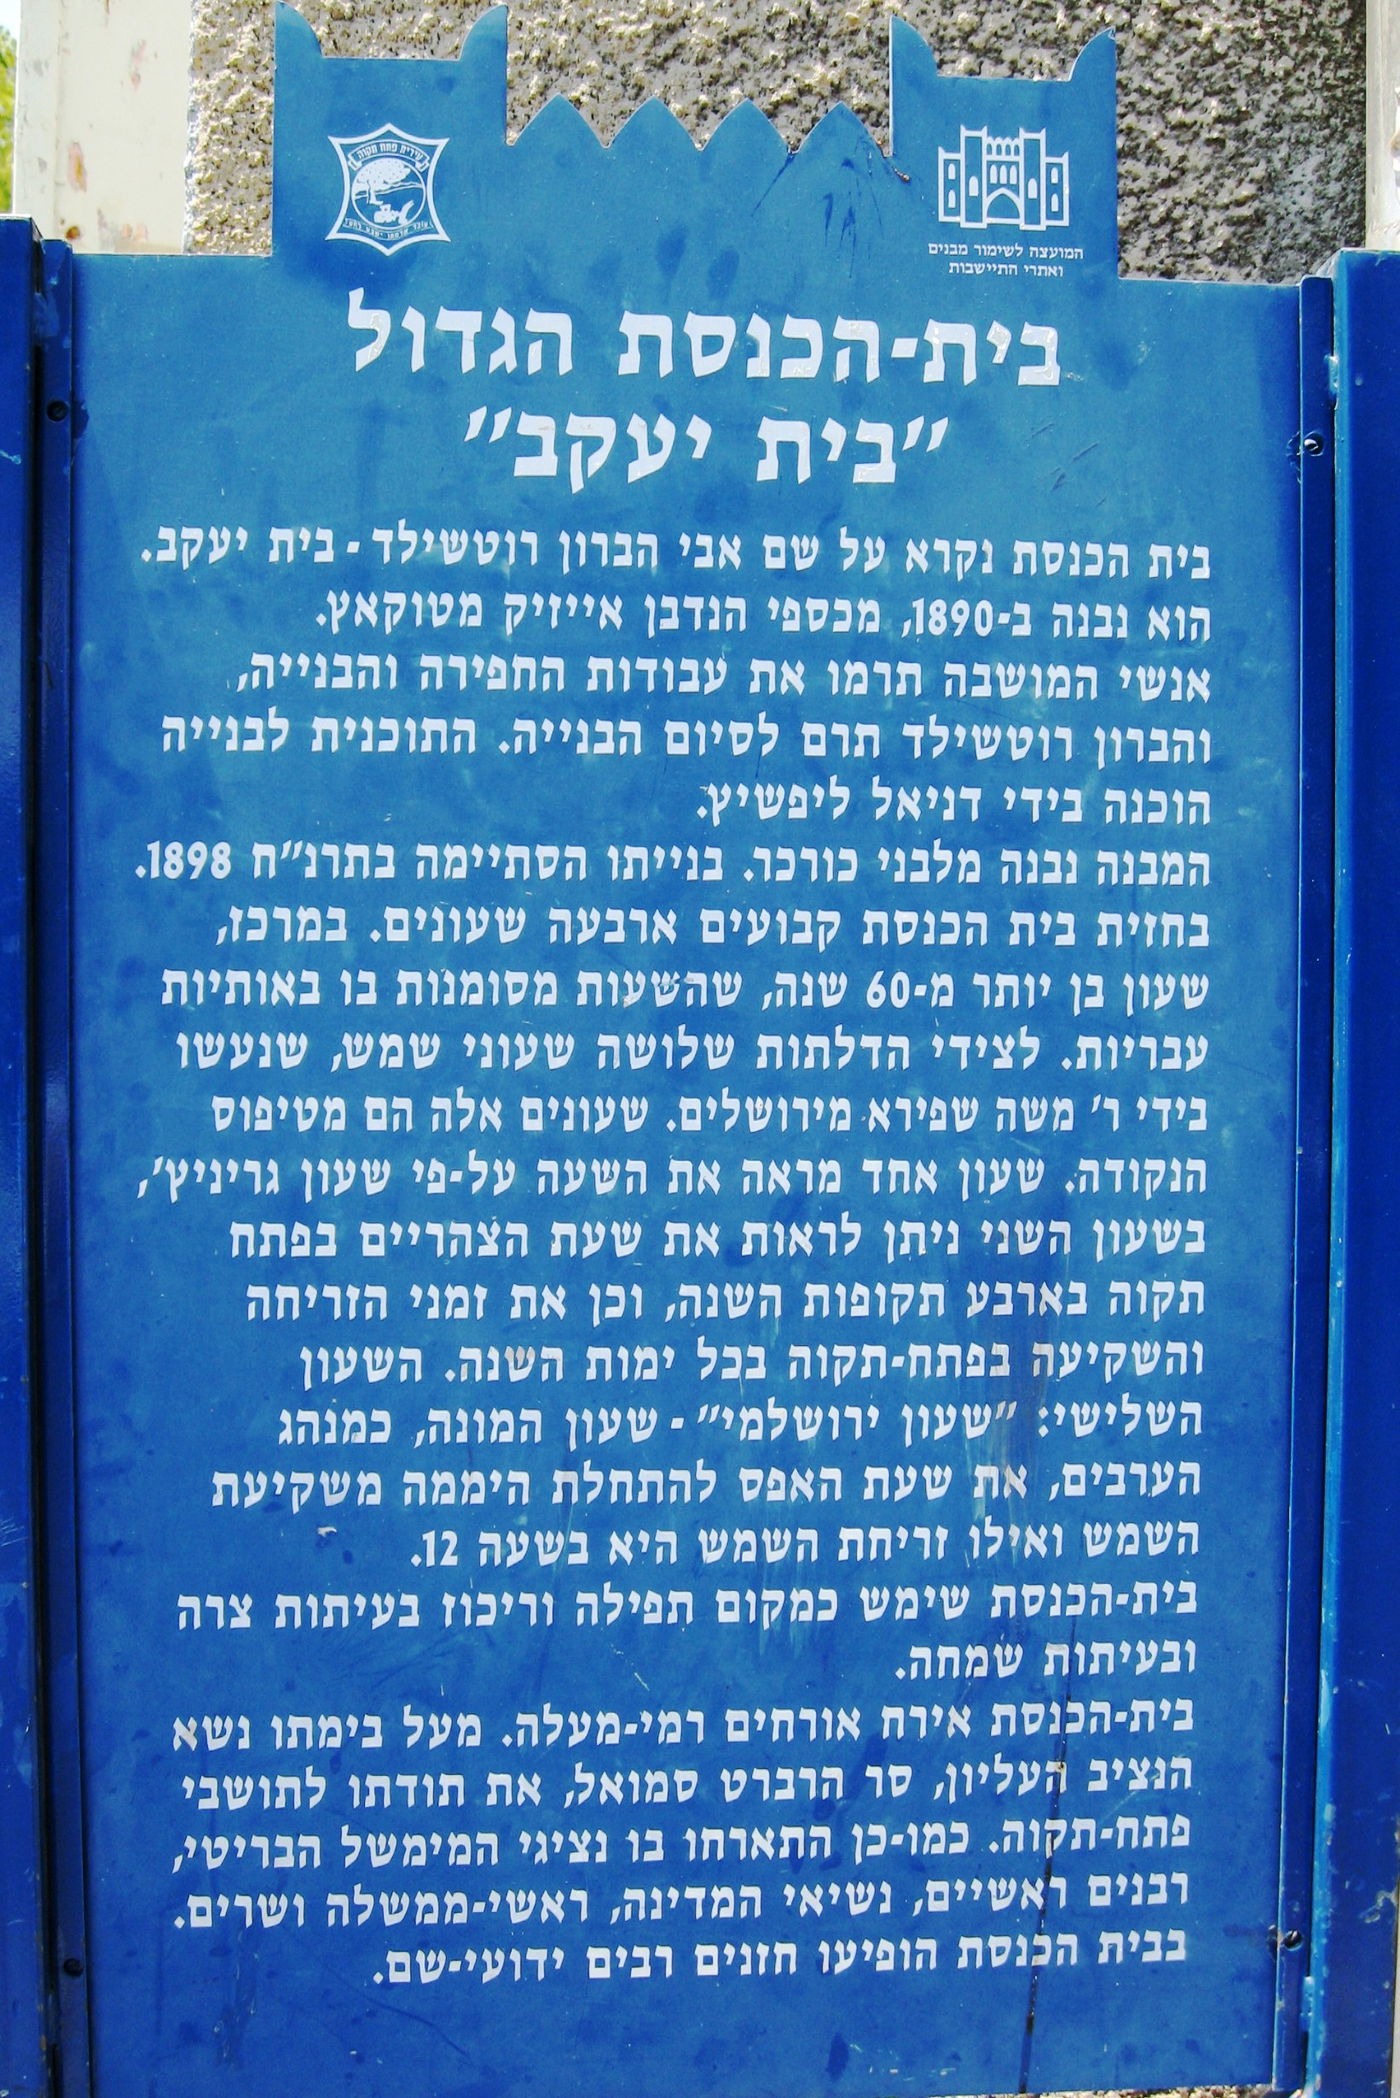 עירית פתח תקוה
המועצה לשימור מבנים
ואתרי התיישבות
בית-הכנסת הגדול
"בית יעקב"
בית הכנסת נקרא על שם אבי הברון רוטשילד - בית יעקב.
הוא נבנה ב-1890, מכספי הנדבן אייזיק מטוקאץ.
אנשי המושבה תרמו את עבודות החפירה והבנייה,
והברון רוטשילד תרם לסיום הבנייה. התוכנית לבנייה
הוכנה בידי דניאל ליפשיץ.
המבנה נבנה מלבני כורכר. בנייתו הסתיימה בתרנ"ח 1898.
בחזית בית הכנסת קבועים ארבעה שעונים. במרכז,
שעון בן יותר מ-60 שנה, שהשעות מסומנות בו באותיות
עבריות. לצידי הדלתות שלושה שעוני שמש, שנעשו
בידי ר' משה שפירא מירושלים. שעונים אלה הם מטיפוס
הנקודה. שעון אחד מראה את השעה על-פי שעון גריניץ',
בשעון השני ניתן לראות את שעת הצהריים בפתח
תקוה בארבע תקופות השנה, וכן את זמני הזריחה
והשקיעה בפתח-תקוה בכל ימות השנה. השעון
השלישי: "שעון ירושלמי" - שעון המונה, כמנהג
הערבים, את שעת האפס להתחלת היממה משקיעת
השמש ואילו זריחת השמש היא בשעה 12.
בית-הכנסת שימש כמקום תפילה וריכוז בעיתות צרה
ובעיתות שמחה.
בית-הכנסת אירח אורחים רמי-מעלה. מעל בימתו נשא
הנציב העליון, סר הרברט סמואל, את תודתו לתושבי
פתח-תקוה. כמו-כן התארחו בו נציגי המימשל הבריטי,
רבנים ראשיים, נשיאי המדינה, ראשי-ממשלה ושרים.
בבית הכנסת הופיעו חזנים רבים ידועי-שם.